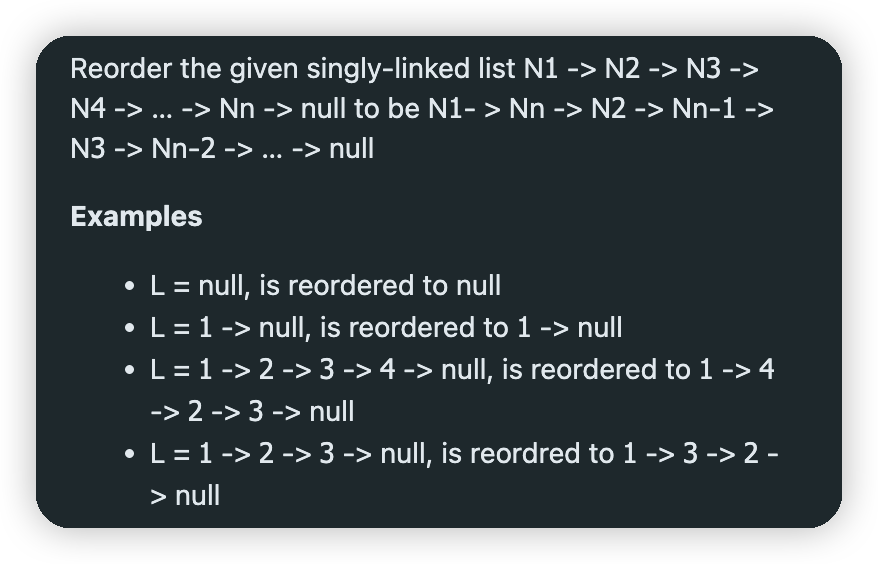 Reorder the given singly-linked list N1 -> N2 -> N3 ->
N4 -> ... -> Nn -> null to be N1- > Nn -> N2 -> Nn-1 ->
N3 -> Nn-2 -> ... -> null
Examples
• L = null, is reordered to null
• L = 1 -> null, is reordered to 1 -> null
• L = 1 -> 2 -> 3 -> 4 -> null, is reordered to 1 -> 4
-> 2 -> 3 -> null
• L = 1 -> 2 -> 3 -> null, is reordred to 1 -> 3 -> 2 -
> null